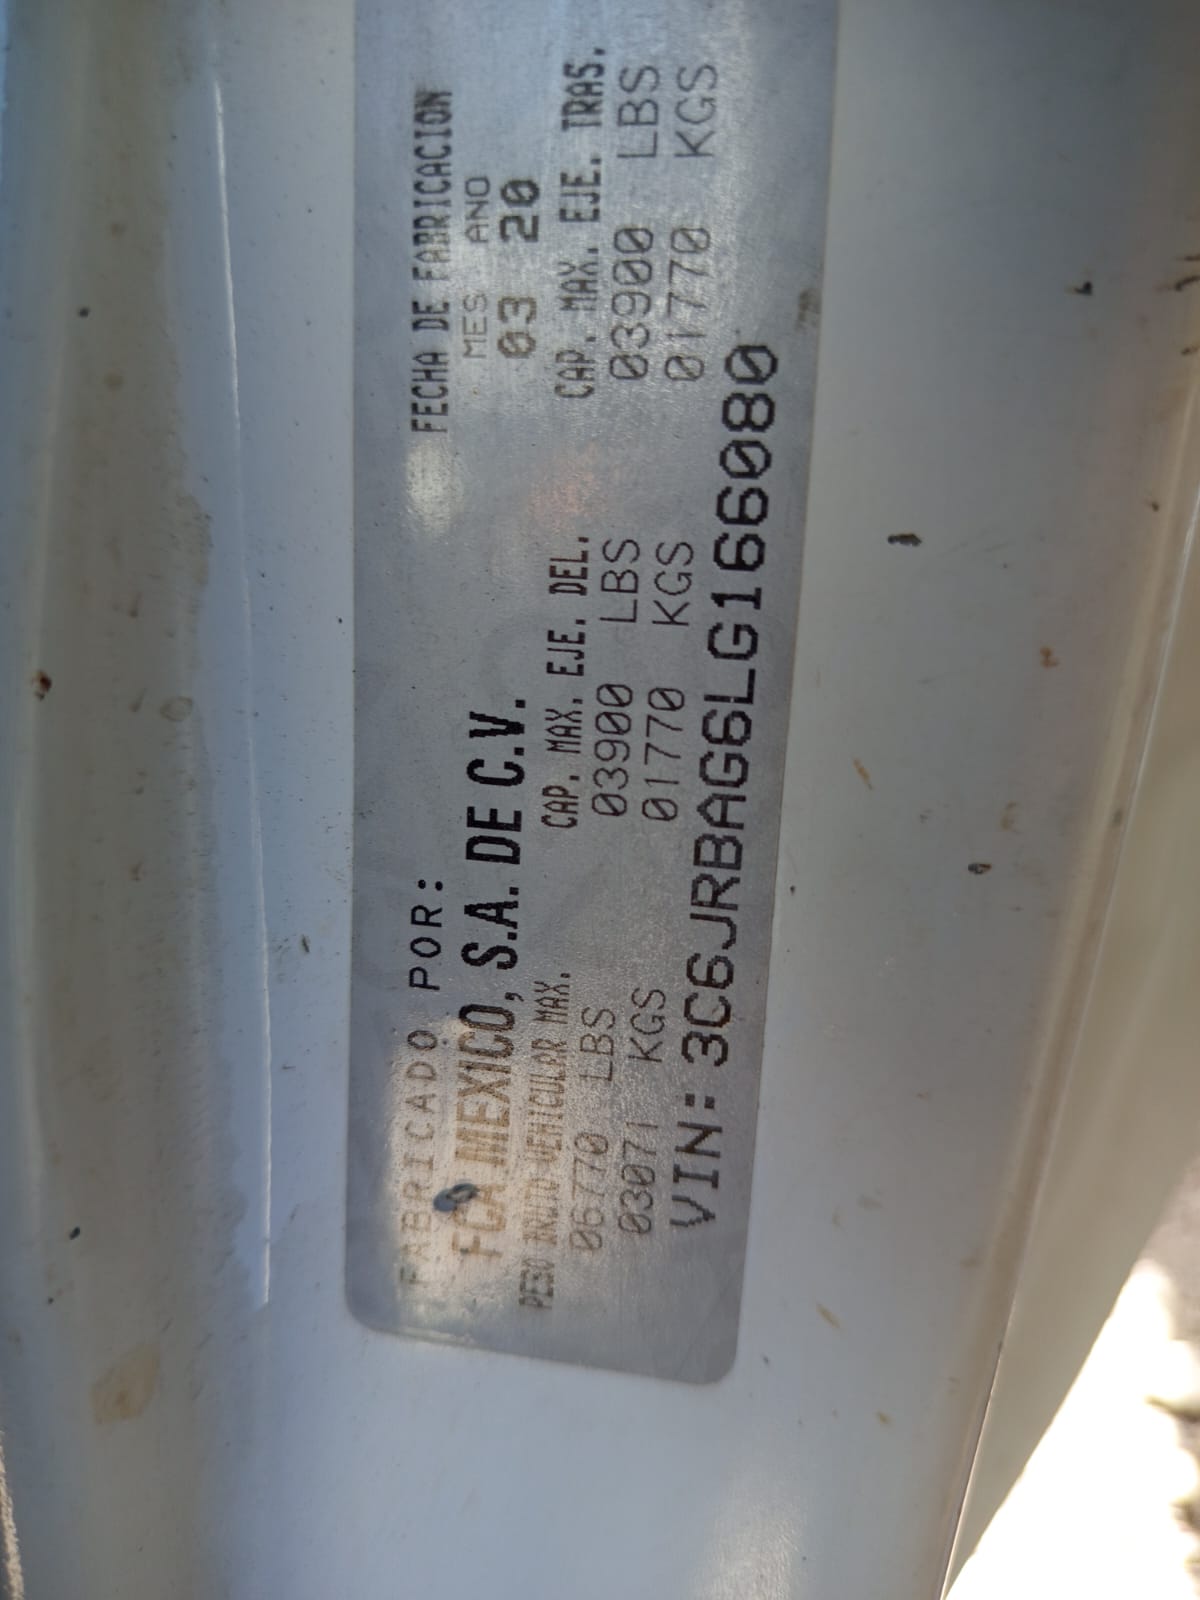 FABRICADO POR:
FECHA DE FABRICACION
FCA MEXICO, S.A. DE C.V.
MES ANO
03 20
PESO BRUTO VEHICULAR MAX. CAP. MAX. EJE. DEL. CAP. MAX. EJE. TRAS.
06770 LBS 03900 LBS 03900 LBS
03071 KGS 01770 KGS 01770 KGS
VIN: 3C6JRBAG6LG166080